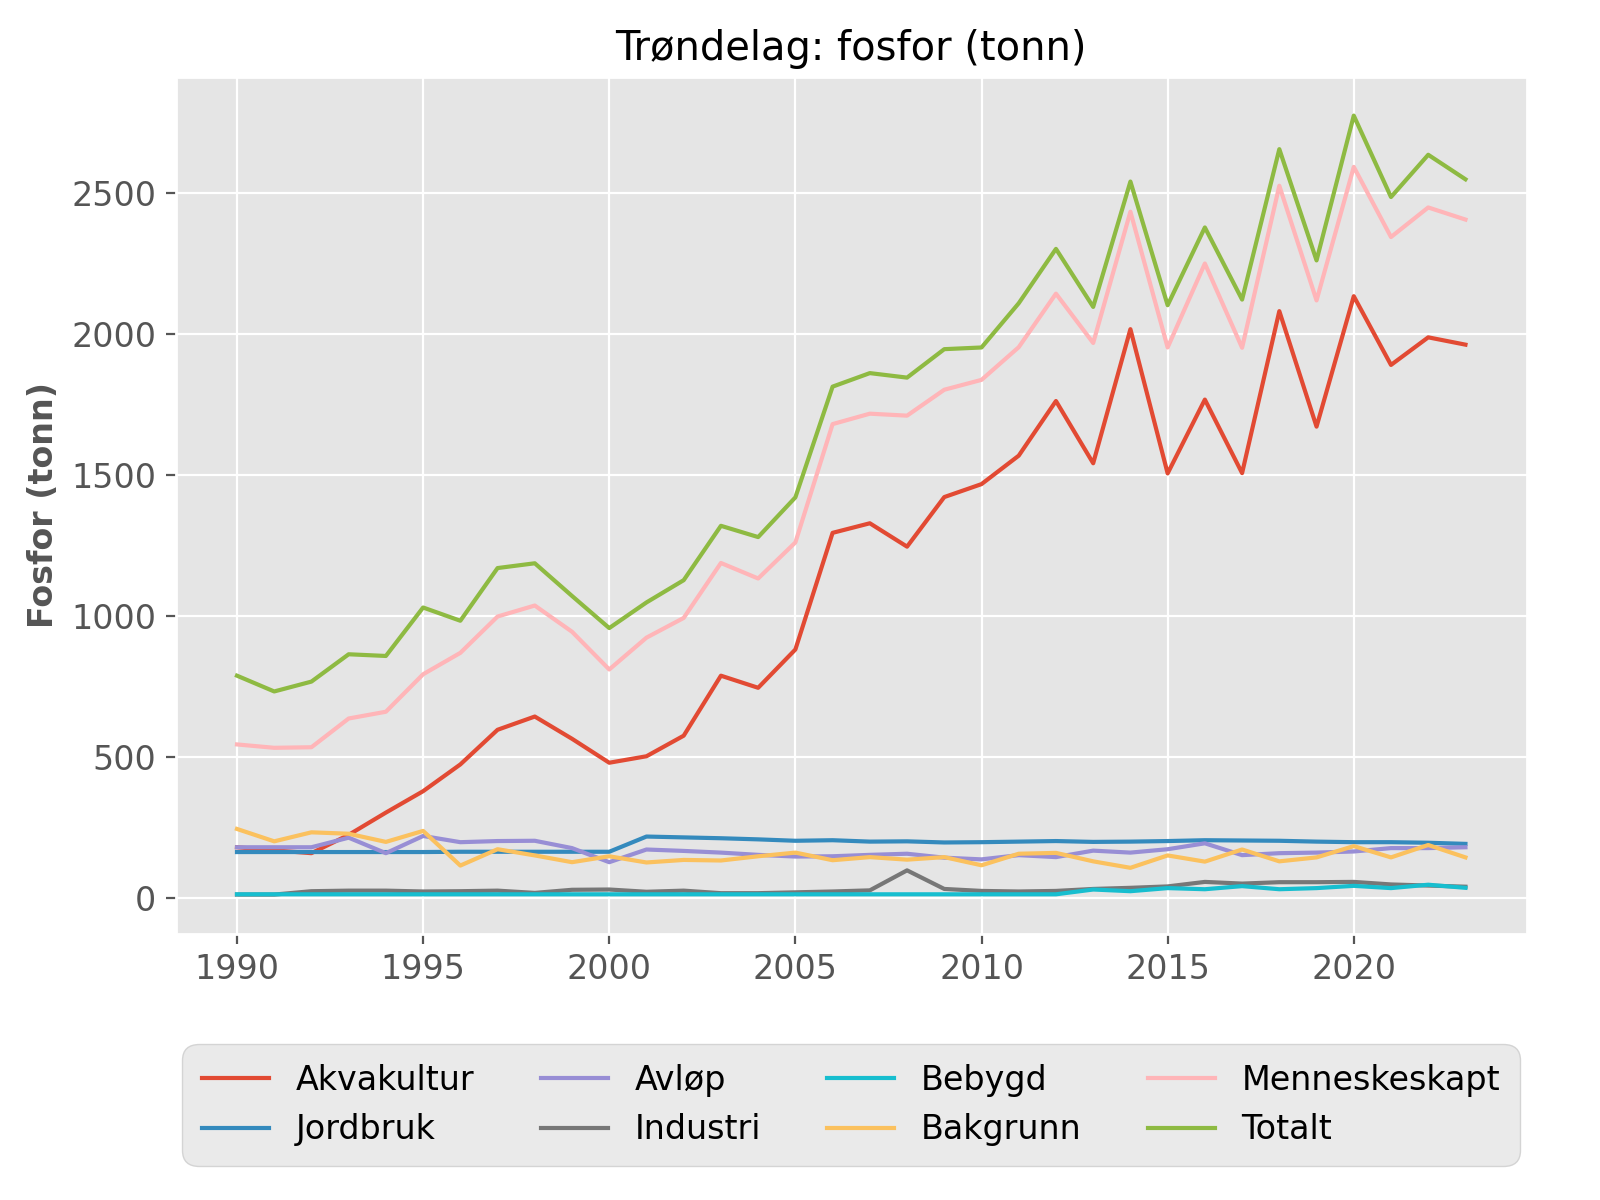 Trøndelag: fosfor (tonn)
Fosfor (tonn)
2500
2000
1500
1000
500
0
1990 1995 2000 2005 2010 2015 2020
Akvakultur Avløp Bebygd Menneskeskapt
Jordbruk Industri Bakgrunn Totalt